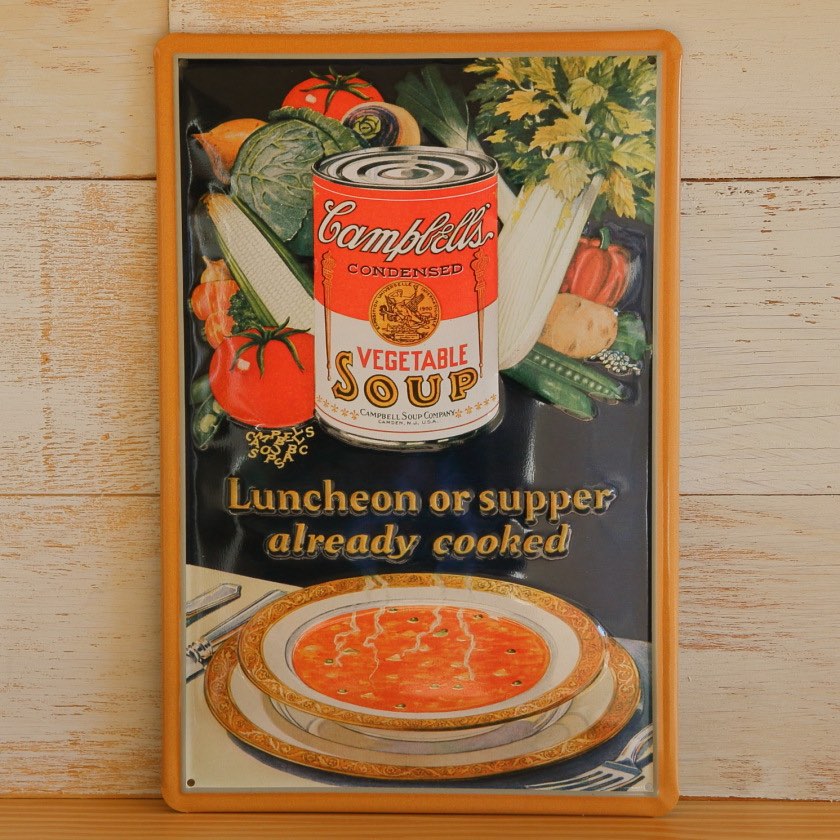 Campbell's
CONDENSED
VEGETABLE
SOUP
CAMPBELL SOUP COMPANY
CAMDEN, N.J., U.S.A.
Luncheon or supper
already cooked